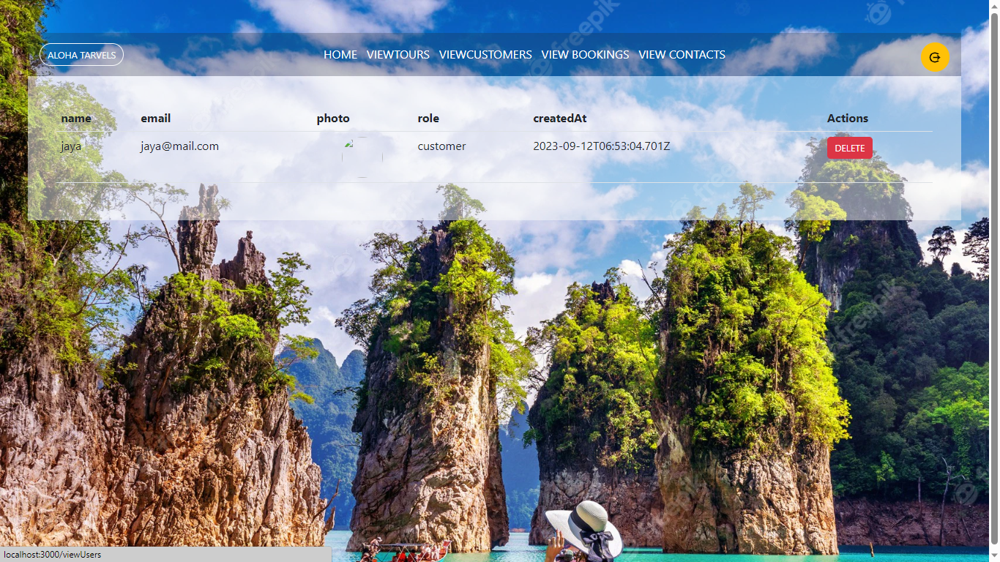 freepik
ALOHA TARVELS
HOME VIEWTOURS VIEWCUSTOMERS VIEW BOOKINGS VIEW CONTACTS
name email photo role createdAt Actions
jaya jaya@mail.com customer 2023-09-12T06:53:04.701Z DELETE
localhost:3000/viewUsers